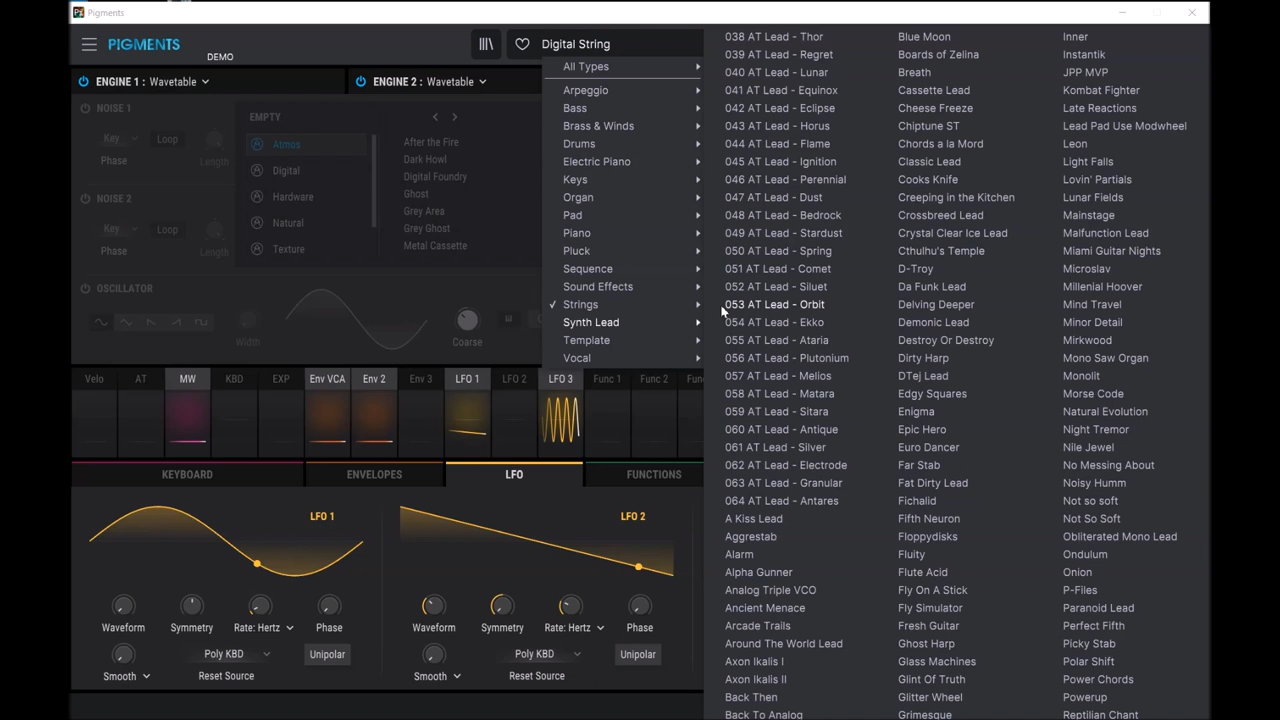 Pigments
PIGMENTS
DEMO
Digital String
ENGINE 1 : Wavetable
ENGINE 2 : Wavetable
NOISE 1
Key
Loop
Phase
Length
NOISE 2
Key
Loop
Phase
Length
OSCILLATOR
Width
Coarse
EMPTY
Atmos
Digital
Hardware
Natural
Texture
After the Fire
Dark Howl
Digital Foundry
Ghost
Grey Area
Grey Ghost
Metal Cassette
All Types
Arpeggio
Bass
Brass & Winds
Drums
Electric Piano
Keys
Organ
Pad
Piano
Pluck
Sequence
Sound Effects
Strings
Synth Lead
Template
Vocal
038 AT Lead - Thor
039 AT Lead - Regret
040 AT Lead - Lunar
041 AT Lead - Equinox
042 AT Lead - Eclipse
043 AT Lead - Horus
044 AT Lead - Flame
045 AT Lead - Ignition
046 AT Lead - Perennial
047 AT Lead - Dust
048 AT Lead - Bedrock
049 AT Lead - Stardust
050 AT Lead - Spring
051 AT Lead - Comet
052 AT Lead - Siluet
053 AT Lead - Orbit
054 AT Lead - Ekko
055 AT Lead - Ataria
056 AT Lead - Plutonium
057 AT Lead - Melios
058 AT Lead - Matara
059 AT Lead - Sitara
060 AT Lead - Antique
061 AT Lead - Silver
062 AT Lead - Electrode
063 AT Lead - Granular
064 AT Lead - Antares
A Kiss Lead
Aggrestab
Alarm
Alpha Gunner
Analog Triple VCO
Ancient Menace
Arcade Trails
Around The World Lead
Axon Ikalis I
Axon Ikalis II
Back Then
Back To Analog
Blue Moon
Boards of Zelina
Breath
Cassette Lead
Cheese Freeze
Chiptune ST
Chords a la Mord
Classic Lead
Cooks Knife
Creeping in the Kitchen
Crossbreed Lead
Crystal Clear Ice Lead
Cthulhu's Temple
D-Troy
Da Funk Lead
Delving Deeper
Demonic Lead
Destroy Or Destroy
Dirty Harp
DTej Lead
Edgy Squares
Enigma
Epic Hero
Euro Dancer
Far Stab
Fat Dirty Lead
Fichalid
Fifth Neuron
Floppydisks
Fluity
Flute Acid
Fly On A Stick
Fly Simulator
Fresh Guitar
Ghost Harp
Glass Machines
Glint Of Truth
Glitter Wheel
Grimesque
Inner
Instantik
JPP MVP
Kombat Fighter
Late Reactions
Lead Pad Use Modwheel
Leon
Light Falls
Lovin' Partials
Lunar Fields
Mainstage
Malfunction Lead
Miami Guitar Nights
Microslav
Millenial Hoover
Mind Travel
Minor Detail
Mirkwood
Mono Saw Organ
Monolit
Morse Code
Natural Evolution
Night Tremor
Nile Jewel
No Messing About
Noisy Humm
Not so soft
Not So Soft
Obliterated Mono Lead
Ondulum
Onion
P-Files
Paranoid Lead
Perfect Fifth
Picky Stab
Polar Shift
Power Chords
Powerup
Reptilian Chant
Velo AT MW KBD EXP Env VCA Env 2 Env 3 LFO 1 LFO 2 LFO 3 Func 1 Func 2
KEYBOARD ENVELOPES LFO FUNCTIONS
LFO 1
Waveform Symmetry Rate: Hertz Phase
Poly KBD Unipolar
Smooth Reset Source
LFO 2
Waveform Symmetry Rate: Hertz Phase
Poly KBD Unipolar
Smooth Reset Source